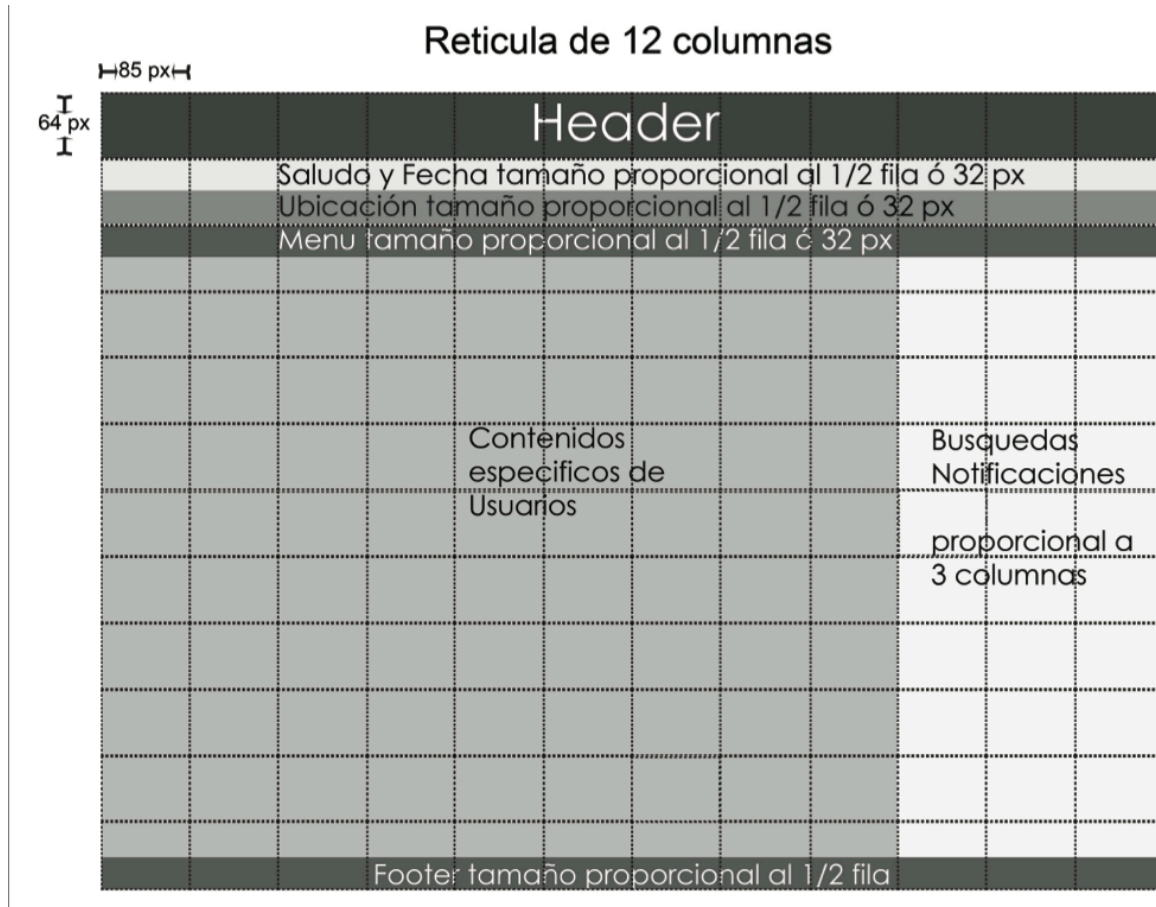 Reticula de 12 columnas
85 px
64 px
Header
Saludo y Fecha tamaño proporcional al 1/2 fila ó 32 px
Ubicación tamaño proporcional al 1/2 fila ó 32 px
Menu tamaño proporcional al 1/2 fila ó 32 px
Contenidos
especificos de
Usuarios
Busquedas
Notificaciones
proporcional a
3 columnas
Footer tamaño proporcional al 1/2 fila